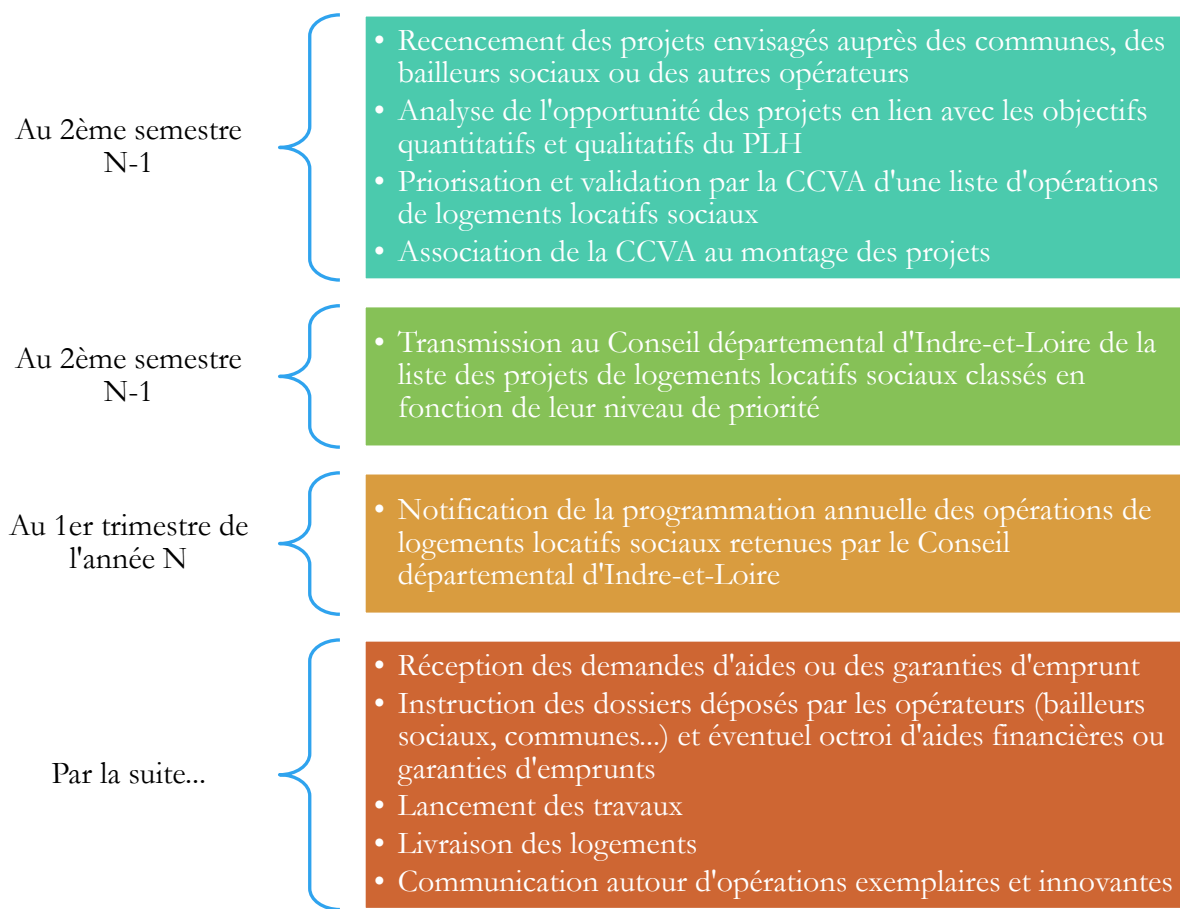 Au 2ème semestre
N-1
• Recencement des projets envisagés auprès des communes, des
bailleurs sociaux ou des autres opérateurs
• Analyse de l'opportunité des projets en lien avec les objectifs
quantitatifs et qualitatifs du PLH
• Priorisation et validation par la CCVA d'une liste d'opérations
de logements locatifs sociaux
• Association de la CCVA au montage des projets
Au 2ème semestre
N-1
• Transmission au Conseil départemental d'Indre-et-Loire de la
liste des projets de logements locatifs sociaux classés en
fonction de leur niveau de priorité
Au 1er trimestre de
l'année N
• Notification de la programmation annuelle des opérations de
logements locatifs sociaux retenues par le Conseil
départemental d'Indre-et-Loire
Par la suite...
• Réception des demandes d'aides ou des garanties d'emprunt
• Instruction des dossiers déposés par les opérateurs (bailleurs
sociaux, communes...) et éventuel octroi d'aides financières ou
garanties d'emprunts
• Lancement des travaux
• Livraison des logements
• Communication autour d'opérations exemplaires et innovantes